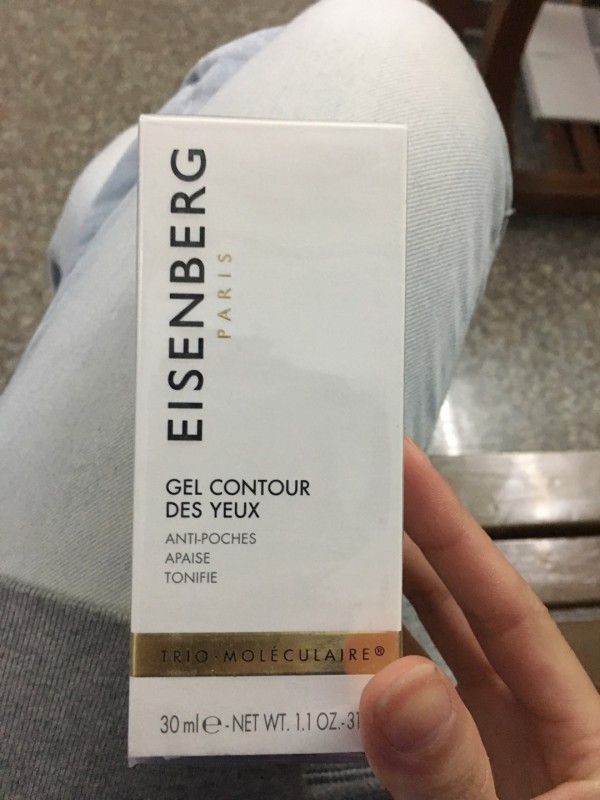 EISENBERG
PARIS
GEL CONTOUR
DES YEUX
ANTI-POCHES
APAISE
TONIFIE
TRIO-MOLÉCULAIRE®
30 ml ℮ - NET WT. 1.1 OZ.-31